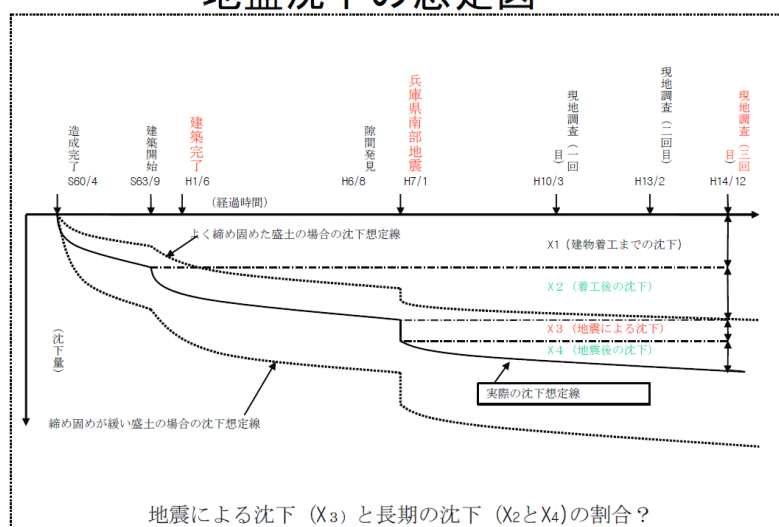 地盤沈下の想定図
造成完了
建築開始
建築完了
隙間発見
兵庫県南部地震
現地調査（一回目）
現地調査（二回目）
現地調査（三回目）
S60/4
S63/9
H1/6
H6/8
H7/1
H10/3
H13/2
H14/12
（経過時間）
よく締め固めた盛土の場合の沈下想定線
X1（建物着工までの沈下）
X2（着工後の沈下）
X3（地震による沈下）
X4（地震後の沈下）
（沈下量）
実際の沈下想定線
締め固めが緩い盛土の場合の沈下想定線
地震による沈下（X3）と長期の沈下（X2とX4)の割合？